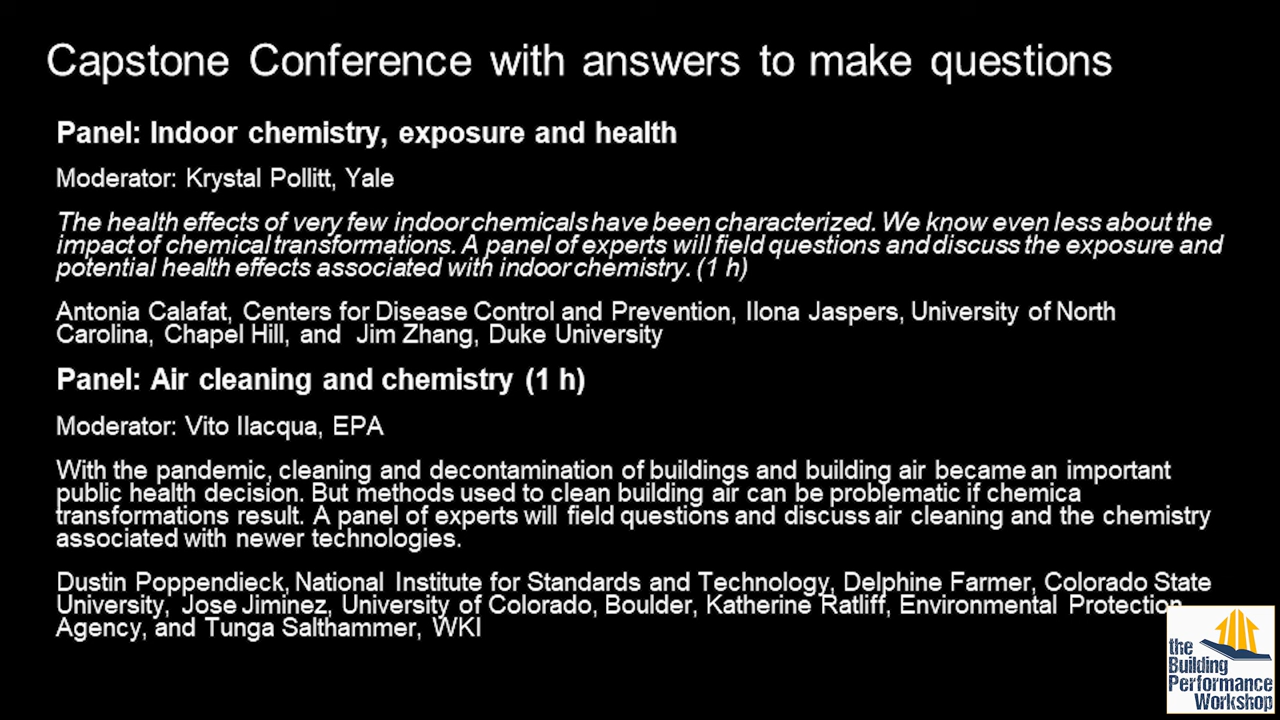 Capstone Conference with answers to make questions
Panel: Indoor chemistry, exposure and health
Moderator: Krystal Pollitt, Yale
The health effects of very few indoor chemicals have been characterized. We know even less about the
impact of chemical transformations. A panel of experts will field questions and discuss the exposure and
potential health effects associated with indoor chemistry. (1 h)
Antonia Calafat, Centers for Disease Control and Prevention, Ilona Jaspers, University of North
Carolina, Chapel Hill, and Jim Zhang, Duke University
Panel: Air cleaning and chemistry (1 h)
Moderator: Vito Ilacqua, EPA
With the pandemic, cleaning and decontamination of buildings and building air became an important
public health decision. But methods used to clean building air can be problematic if chemica
transformations result. A panel of experts will field questions and discuss air cleaning and the chemistry
associated with newer technologies.
Dustin Poppendieck, National Institute for Standards and Technology, Delphine Farmer, Colorado State
University, Jose Jiminez, University of Colorado, Boulder, Katherine Ratliff, Environmental Protection
Agency, and Tunga Salthammer, WKI
the
Building
Performance
Workshop